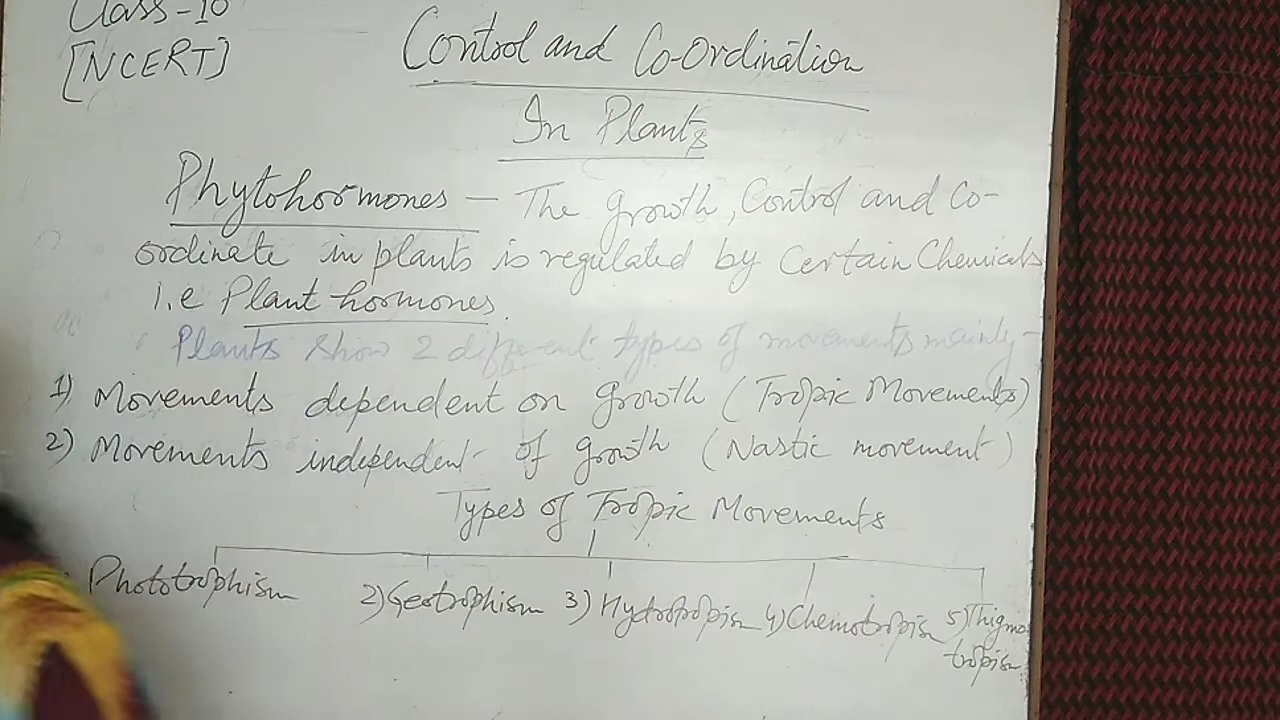 Class-10
[NCERT]
Control and Co-Ordination
In Plants
Phytohormones - The growth, Control and Co-
ordinate in plants is regulated by Certain Chemicals
i.e Plant hormones.
Plants show 2 different types of movements mainly-
1) Movements dependent on growth (Tropic Movements)
2) Movements independent of growth (Nastic movement)
Types of Tropic Movements
Phototrophism 2) Geotrophism 3) Hydrotropism 4) Chemotropism 5) Thigmo
tropism